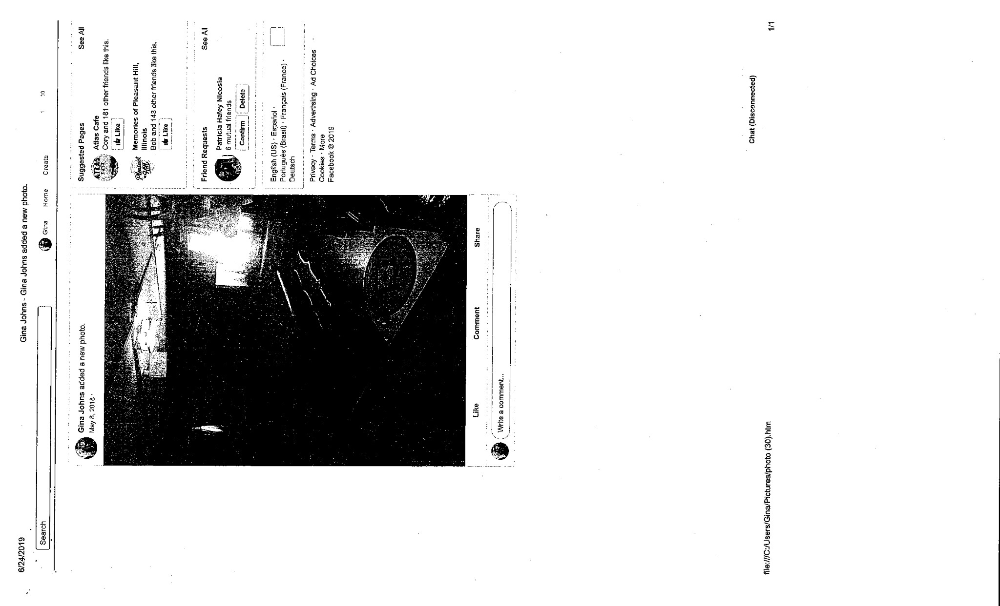 6/24/2019
Gina Johns - Gina Johns added a new photo.
Search
Gina
Home
Create
1
10
Gina Johns added a new photo.
May 8, 2018 ·
Like
Comment
Share
Write a comment...
Suggested Pages
See All
ATLAS
Atlas Cafe
Cory and 181 other friends like this.
Like
Pleasant Hill
Memories of Pleasant Hill,
Illinois
Bob and 143 other friends like this.
Like
Friend Requests
See All
Patricia Haley Nicosia
6 mutual friends
Confirm
Delete
English (US) · Español ·
Português (Brasil) · Français (France) ·
Deutsch
Privacy · Terms · Advertising · Ad Choices
Cookies · More
Facebook © 2019
Chat (Disconnected)
file:///C:/Users/Gina/Pictures/photo (30).htm
1/1